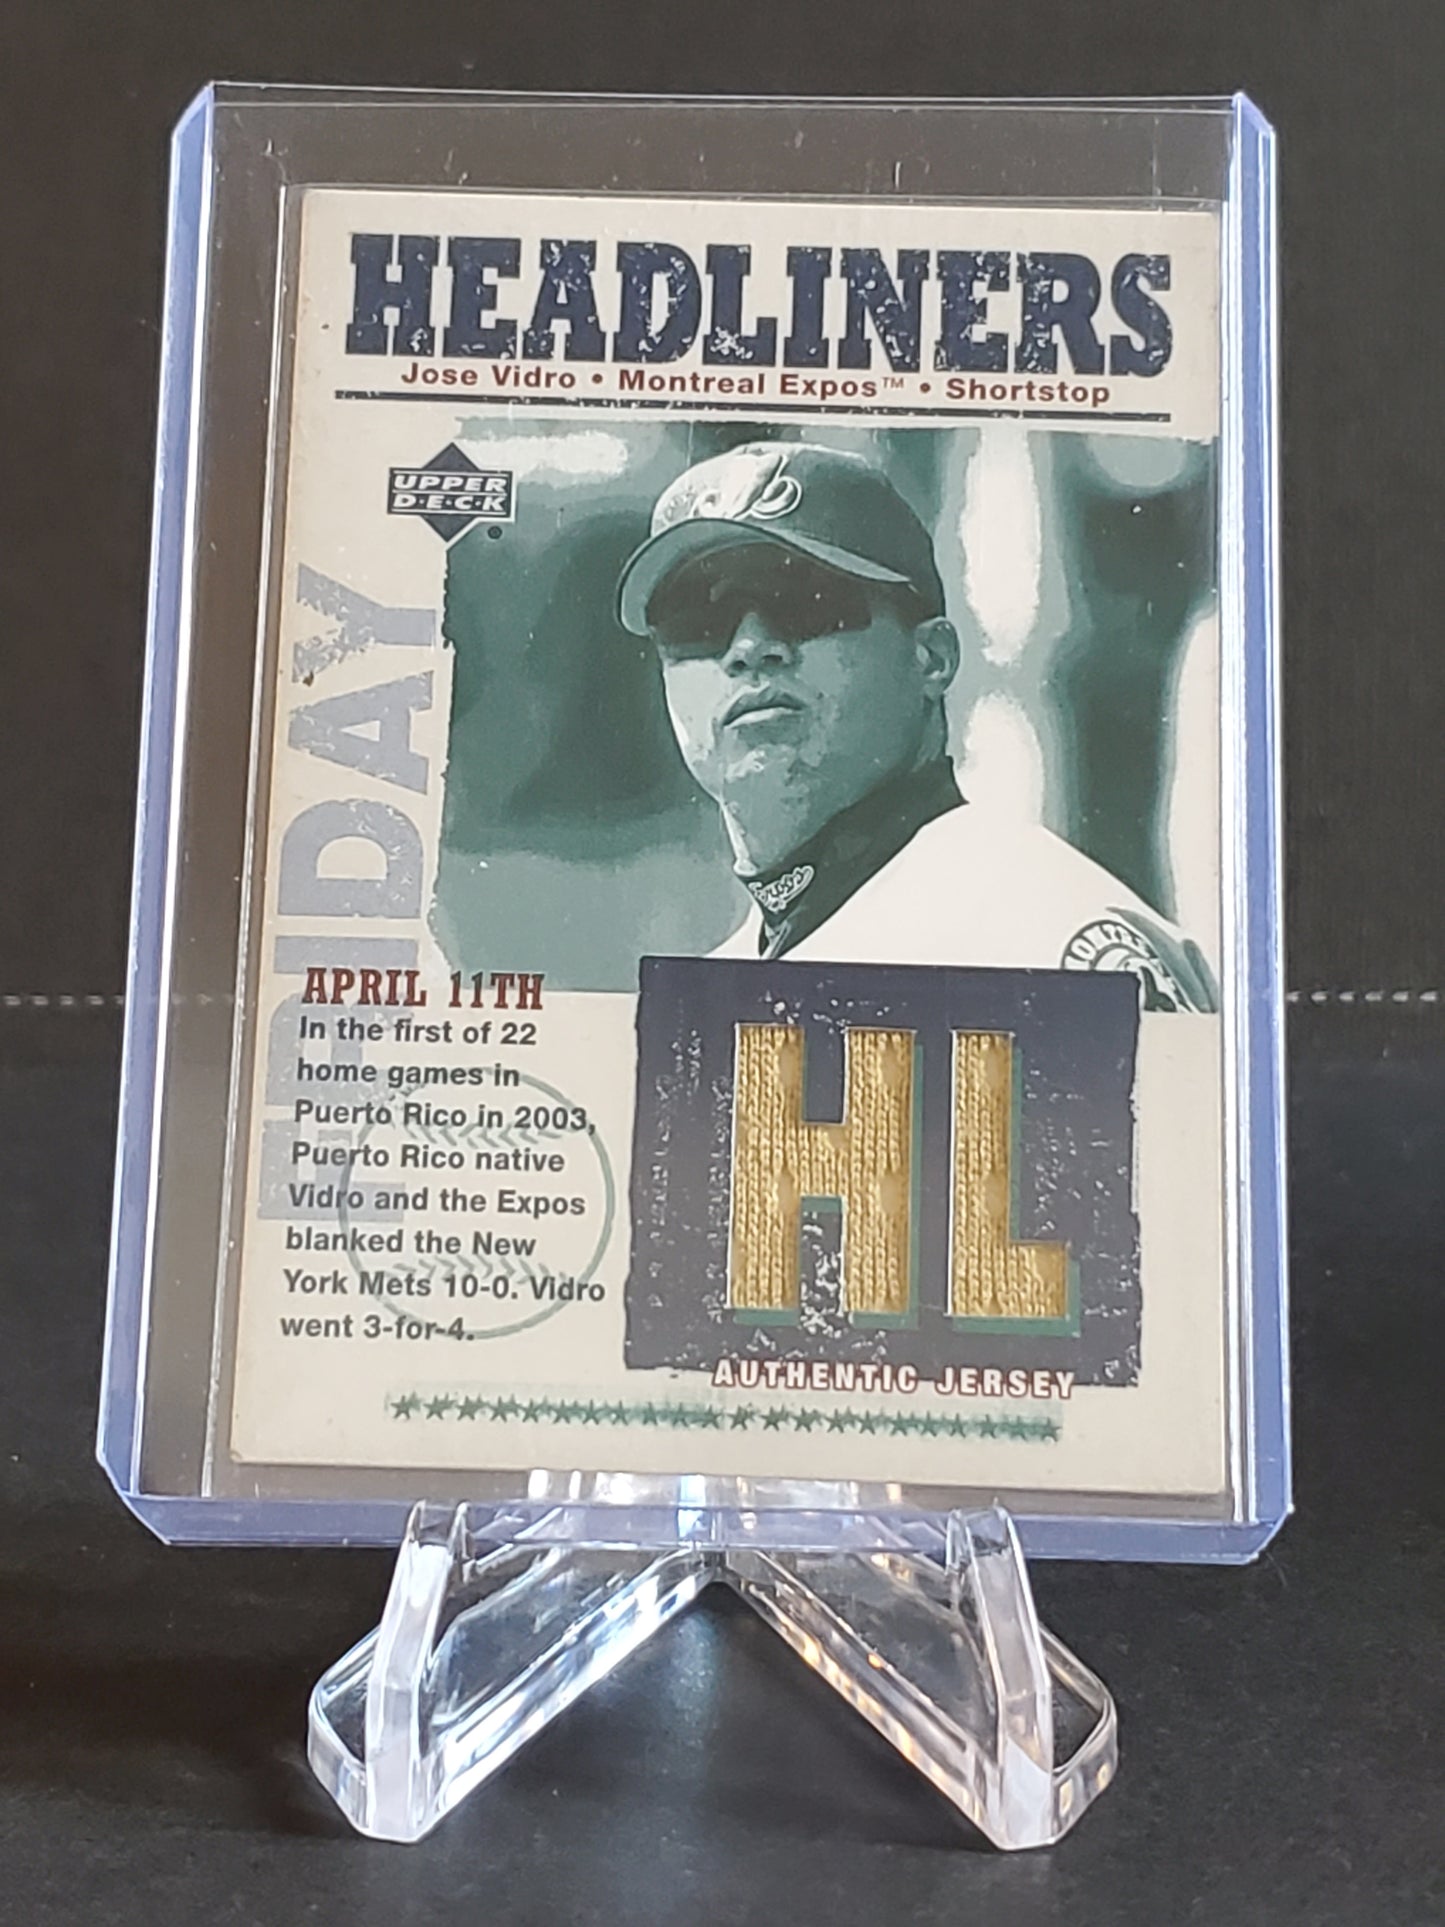 HEADLINERS
Jose Vidro • Montreal Expos™ • Shortstop
UPPER
D·E·C·K
FRIDAY
Expos
APRIL 11TH
In the first of 22
home games in
Puerto Rico in 2003,
Puerto Rico native
Vidro and the Expos
blanked the New
York Mets 10-0. Vidro
went 3-for-4.
HL
AUTHENTIC JERSEY